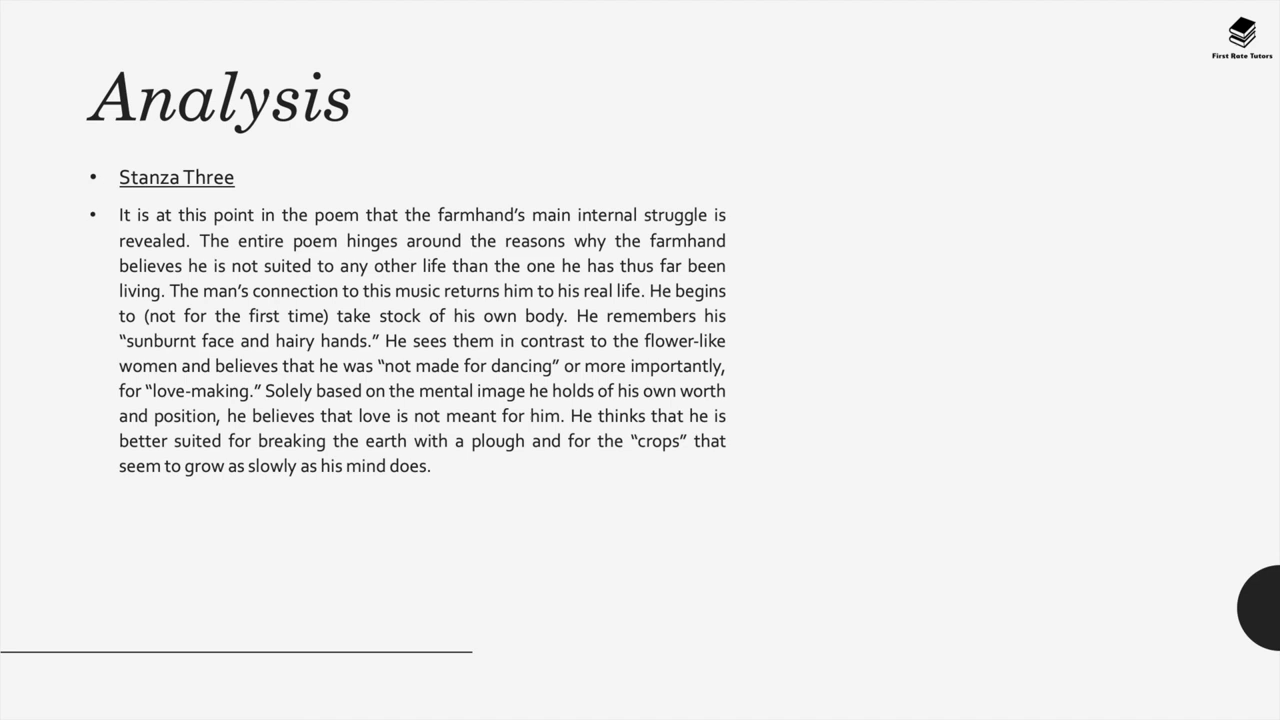 First Rate Tutors
Analysis
• Stanza Three
• It is at this point in the poem that the farmhand’s main internal struggle is
revealed. The entire poem hinges around the reasons why the farmhand
believes he is not suited to any other life than the one he has thus far been
living. The man’s connection to this music returns him to his real life. He begins
to (not for the first time) take stock of his own body. He remembers his
“sunburnt face and hairy hands.” He sees them in contrast to the flower-like
women and believes that he was “not made for dancing” or more importantly,
for “love-making.” Solely based on the mental image he holds of his own worth
and position, he believes that love is not meant for him. He thinks that he is
better suited for breaking the earth with a plough and for the “crops” that
seem to grow as slowly as his mind does.